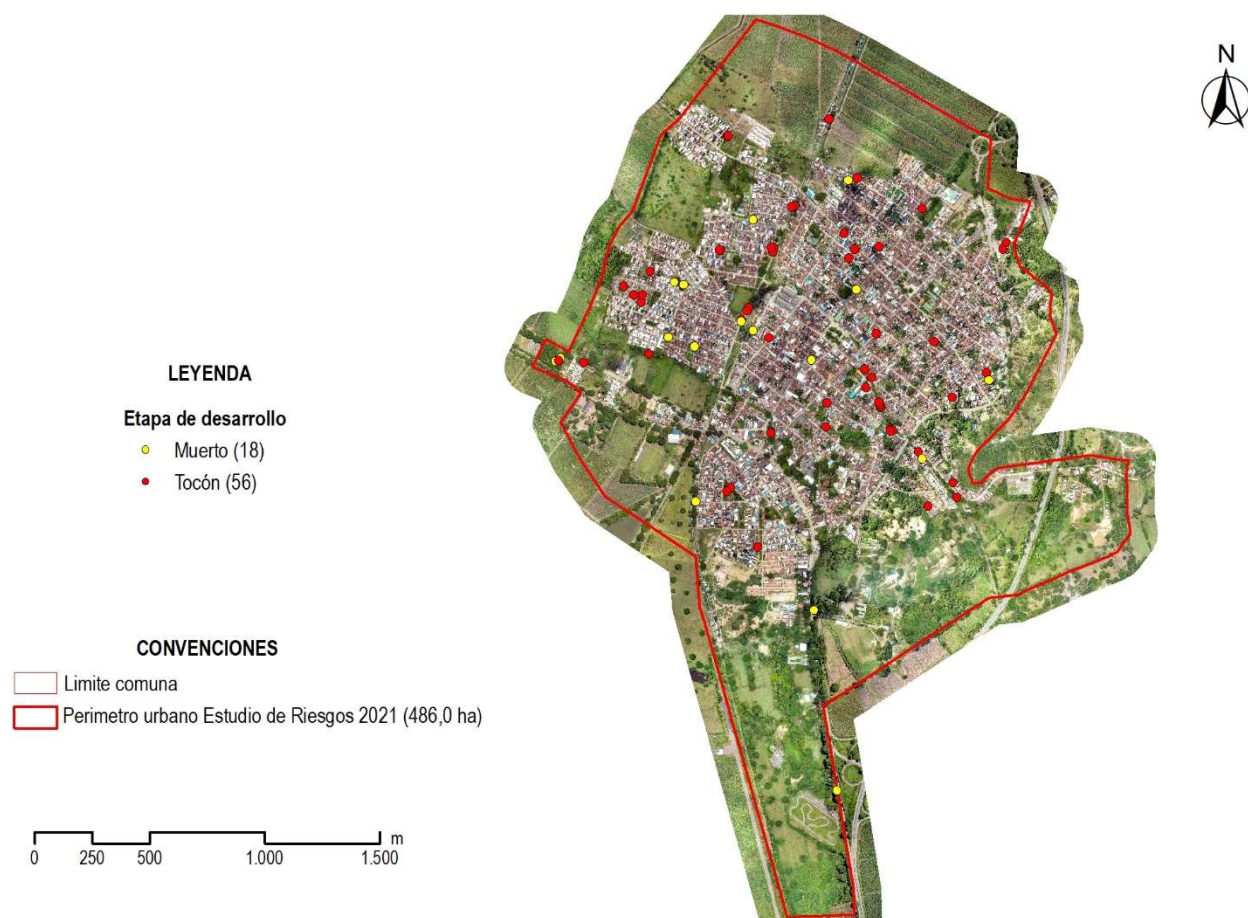 N
LEYENDA
Etapa de desarrollo
Muerto (18)
Tocón (56)
CONVENCIONES
Limite comuna
Perimetro urbano Estudio de Riesgos 2021 (486,0 ha)
m
0 250 500 1.000 1.500